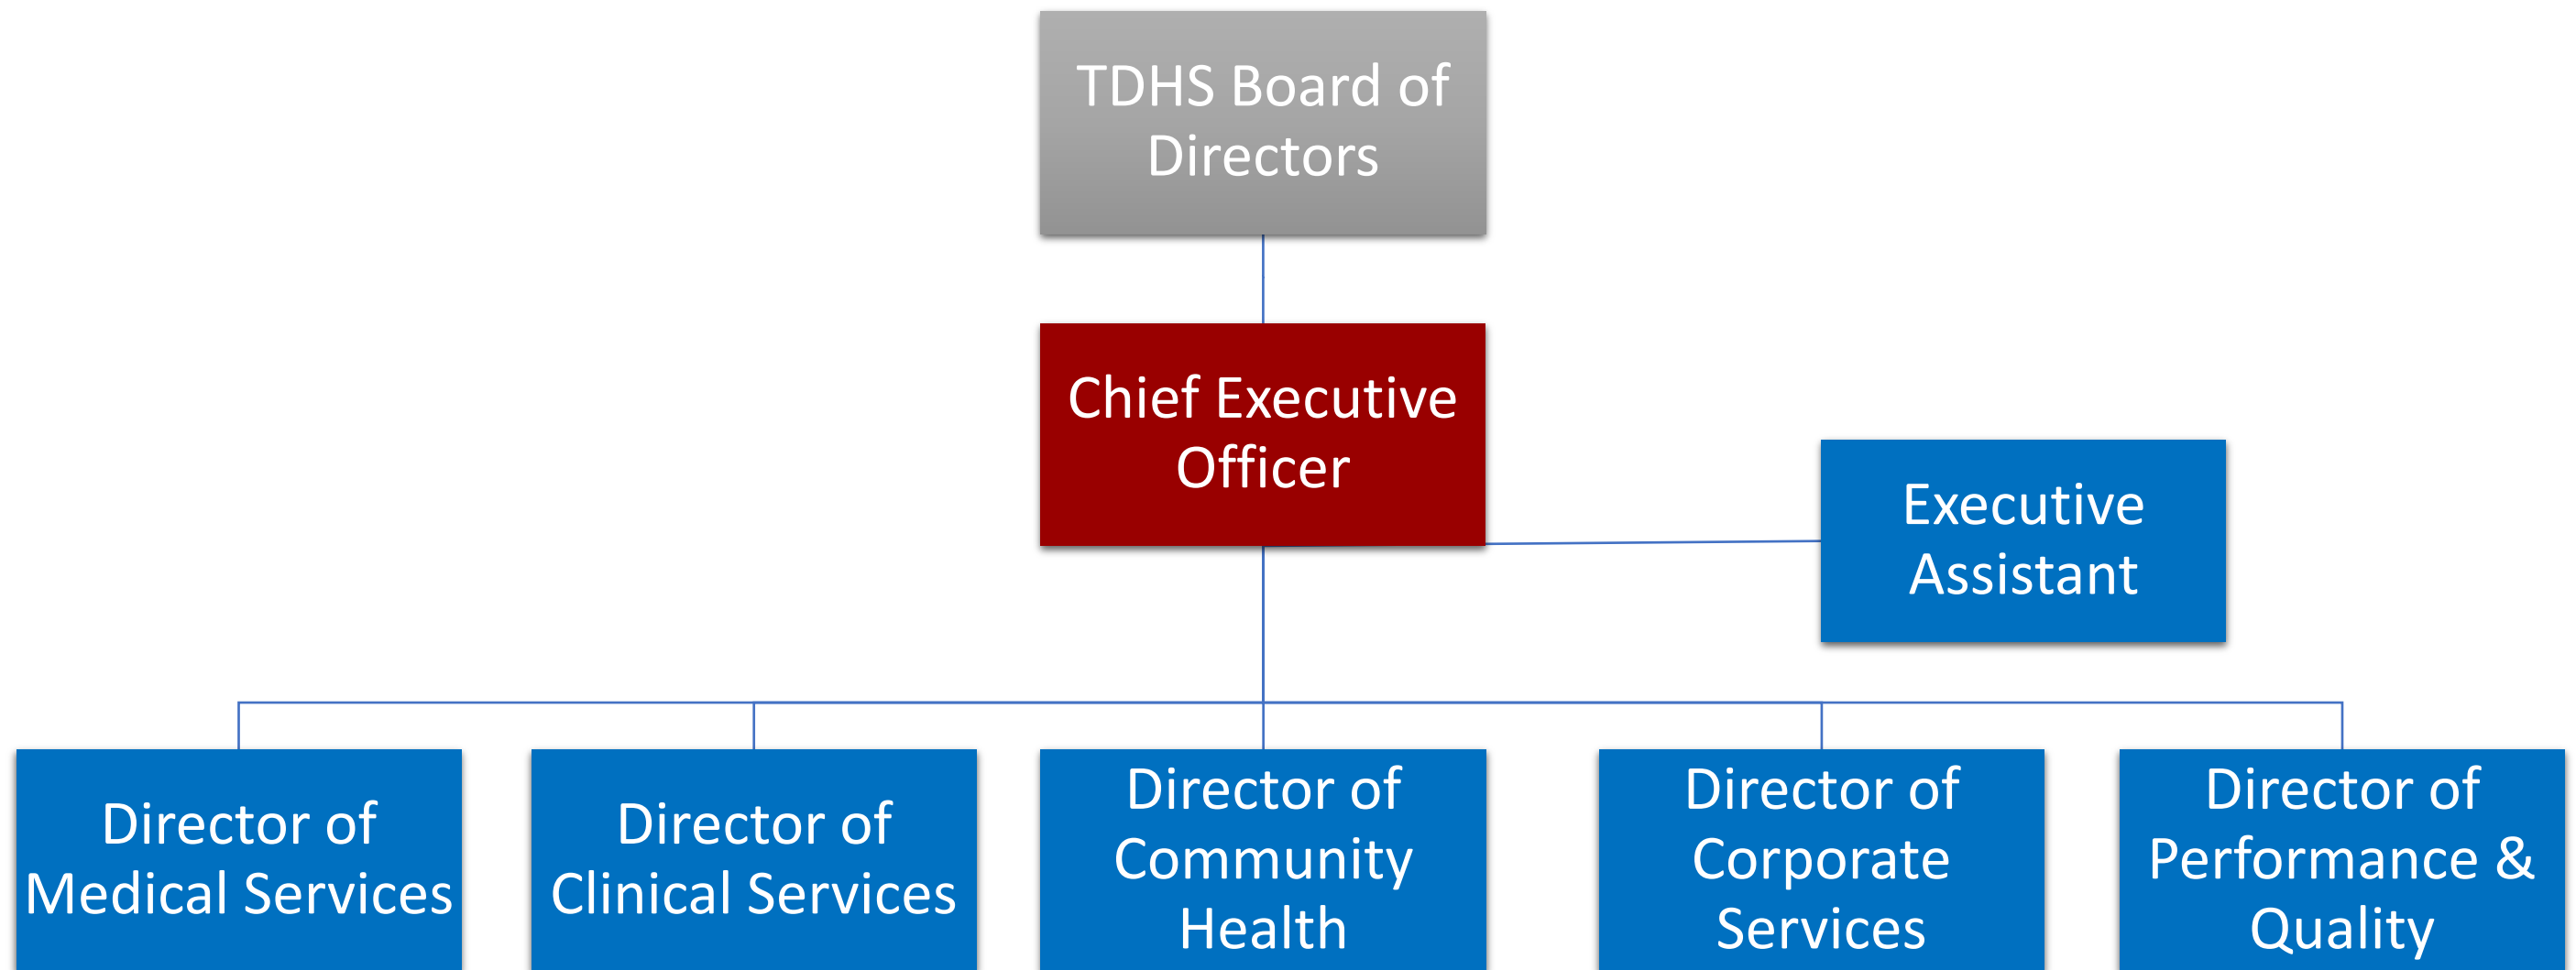 TDHS Board of
Directors
Chief Executive
Officer
Executive
Assistant
Director of
Medical Services
Director of
Clinical Services
Director of
Community
Health
Director of
Corporate
Services
Director of
Performance &
Quality